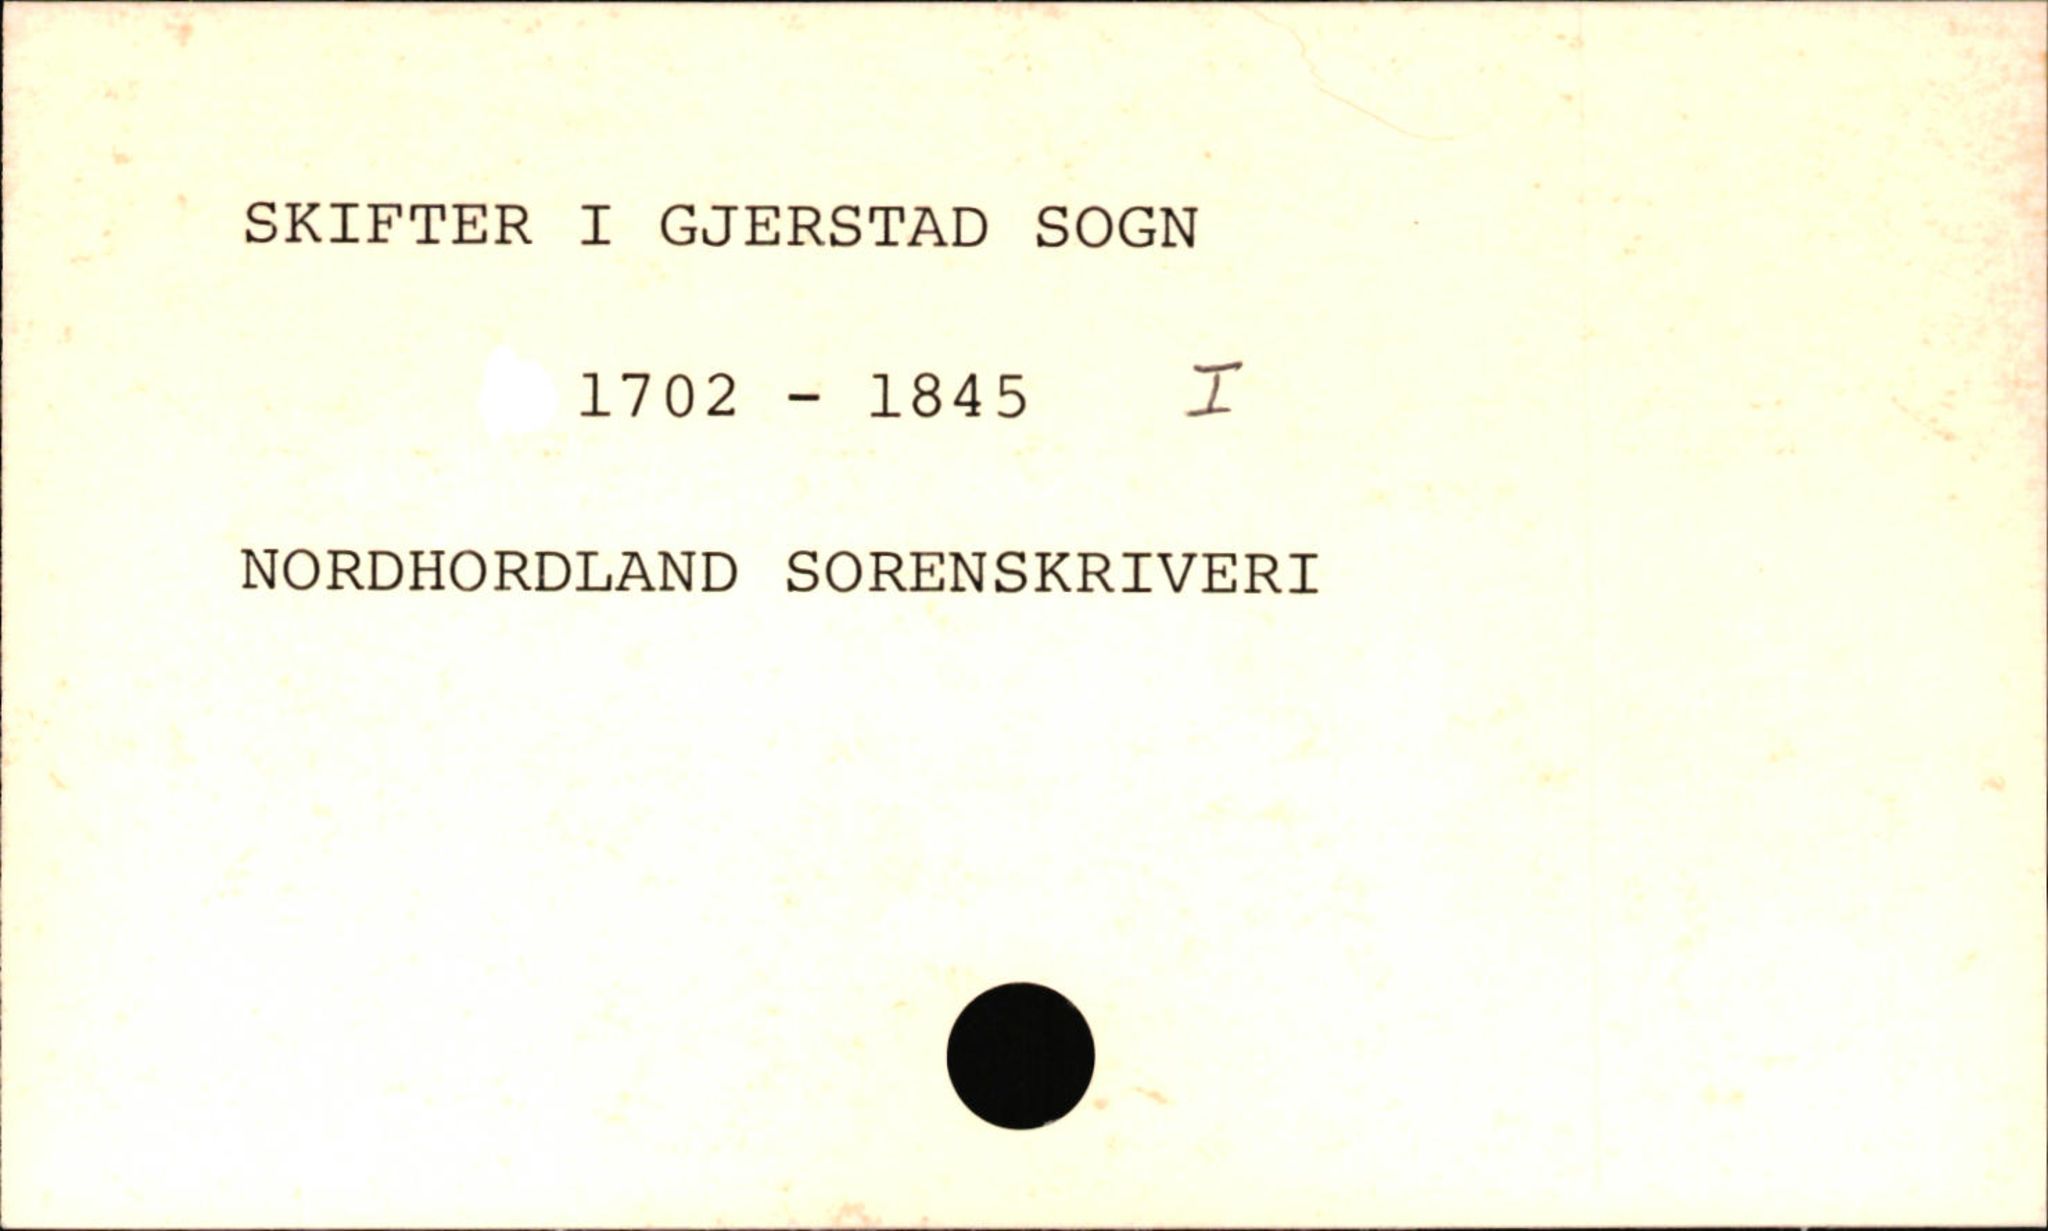 SKIFTER I GJERSTAD SOGN
1702 - 1845 I
NORDHORDLAND SORENSKRIVERI